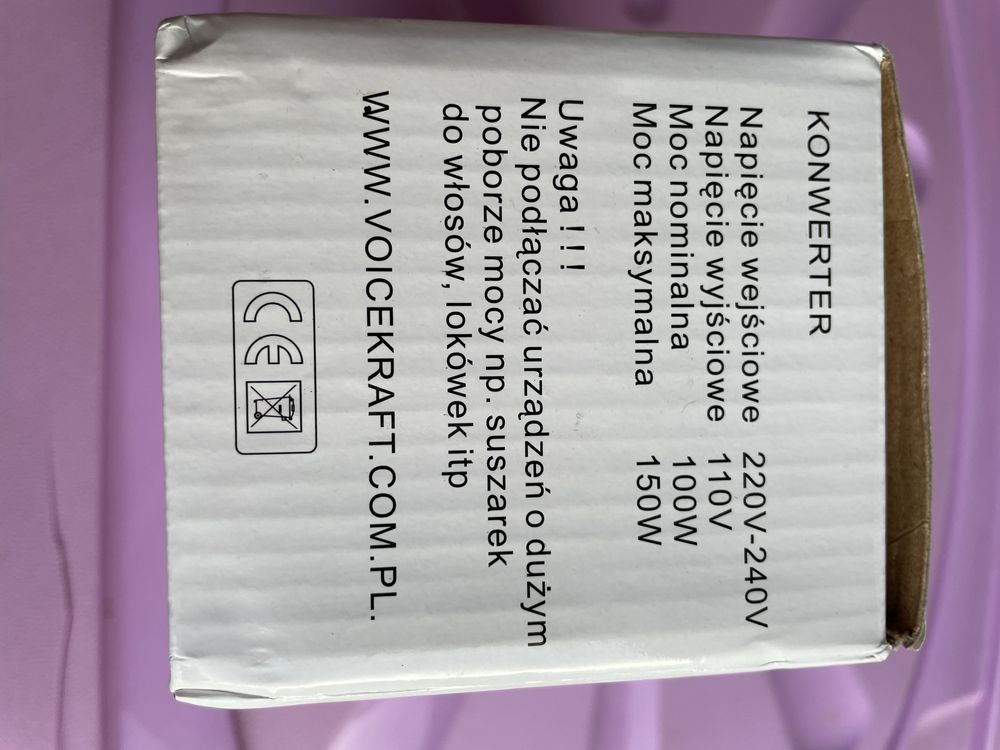 KONWERTER
Napięcie wejściowe 220V-240V
Napięcie wyjściowe 110V
Moc nominalna 100W
Moc maksymalna 150W
Uwaga ! ! !
Nie podłączać urządzeń o dużym
poborze mocy np. suszarek
do włosów, lokówek itp
WWW.VOICEKRAFT.COM.PL.
CE